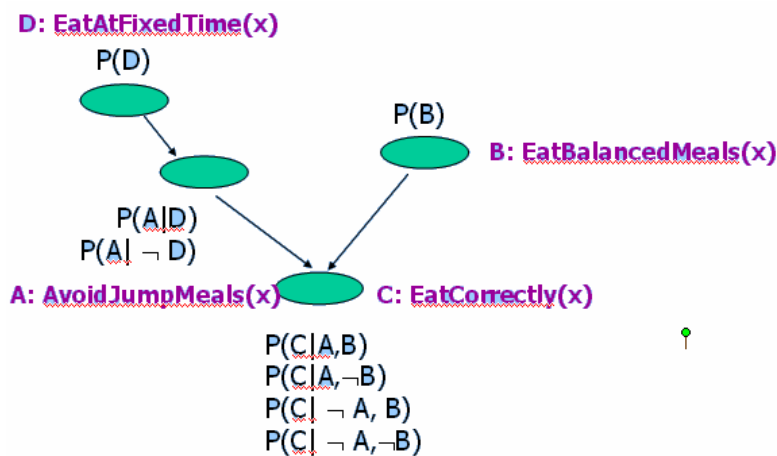 D: EatAtFixedTime(x)
P(D)
P(B)
B: EatBalancedMeals(x)
P(A|D)
P(A| ¬ D)
A: AvoidJumpMeals(x)
C: EatCorrectly(x)
P(C|A,B)
P(C|A,¬B)
P(C| ¬ A, B)
P(C| ¬ A,¬B)